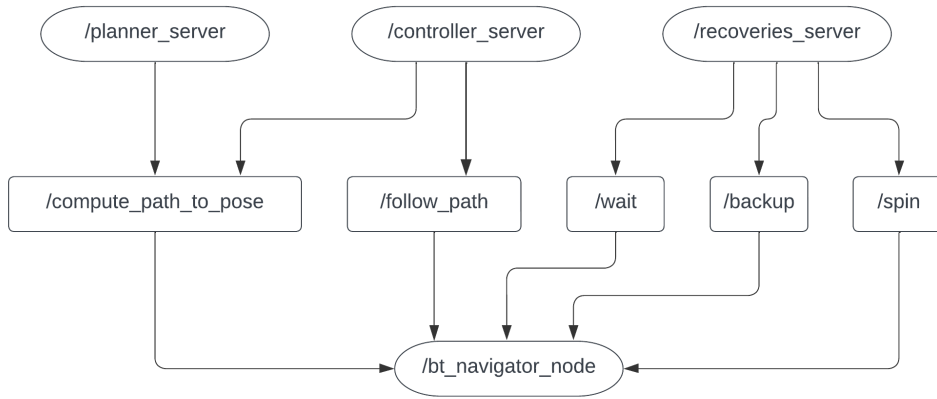 /planner_server
/controller_server
/recoveries_server
/compute_path_to_pose
/follow_path
/wait
/backup
/spin
/bt_navigator_node